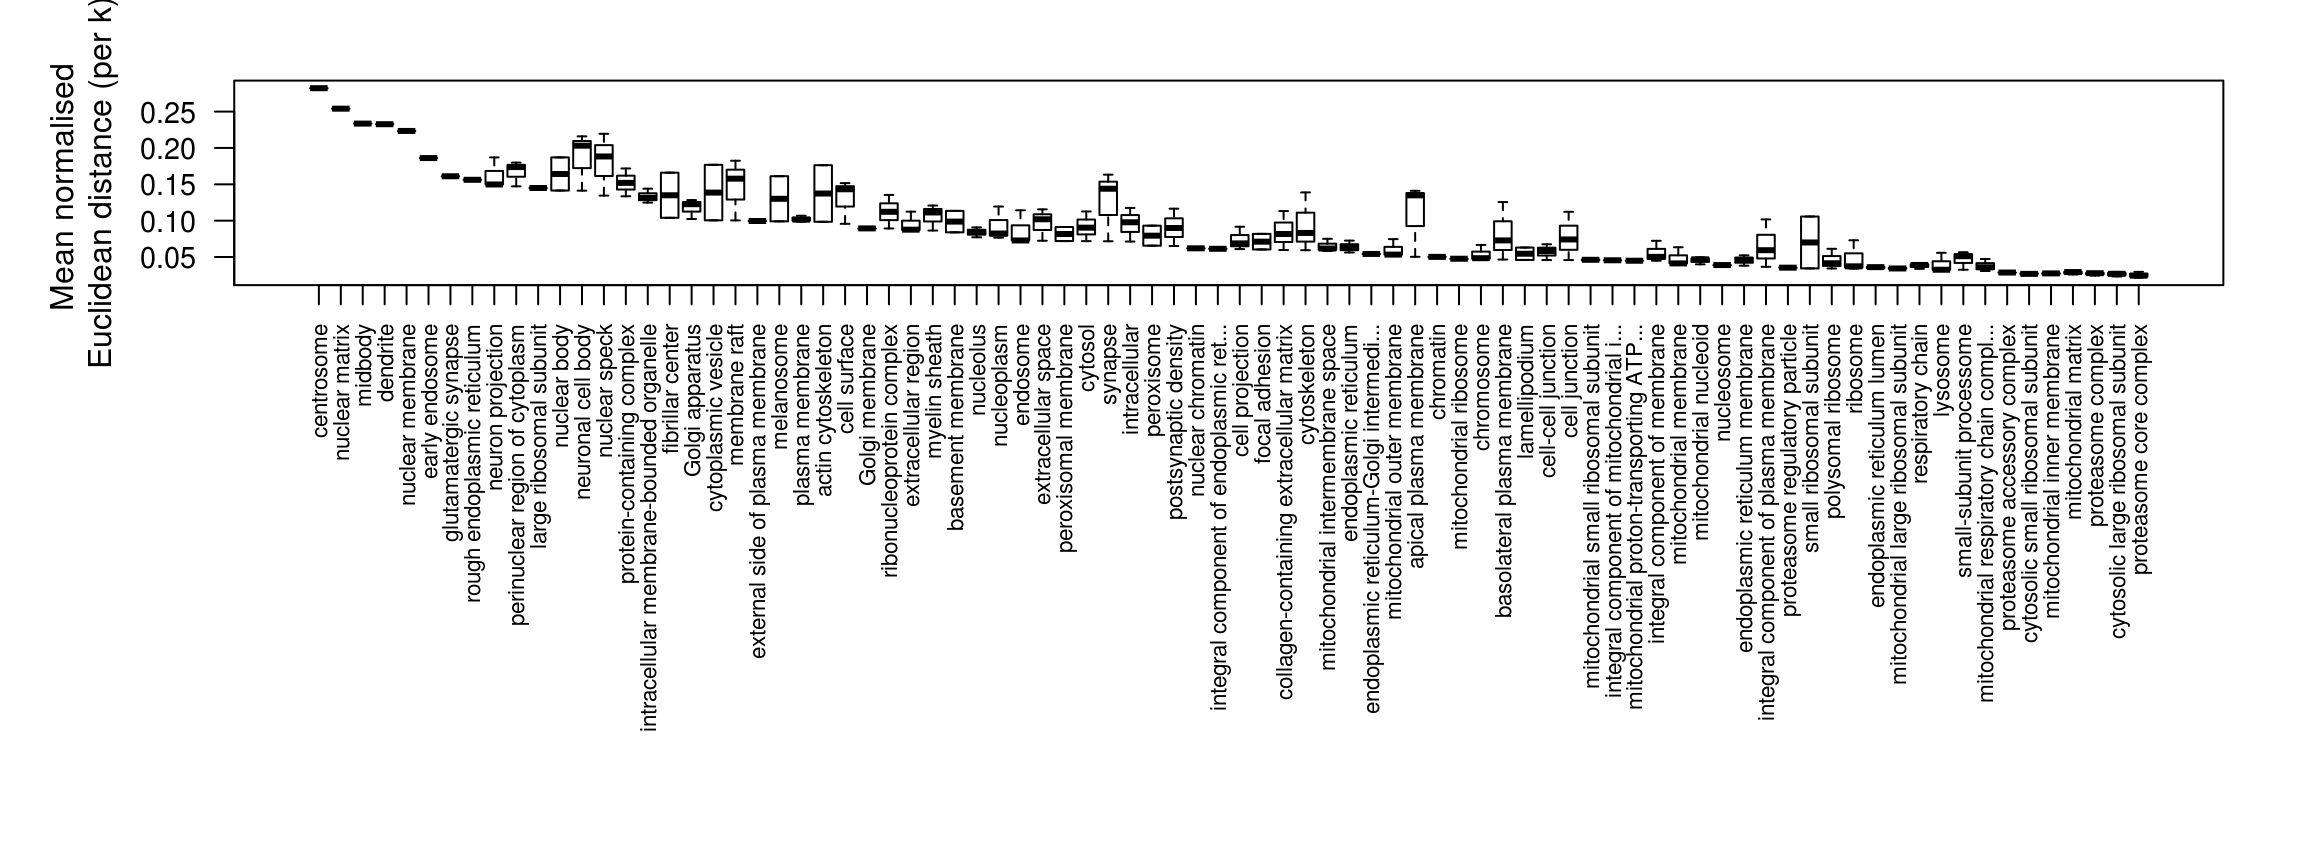 Mean normalised
Euclidean distance (per k)
0.25
0.20
0.15
0.10
0.05
centrosome
nuclear matrix
midbody
dendrite
nuclear membrane
early endosome
glutamatergic synapse
rough endoplasmic reticulum
neuron projection
perinuclear region of cytoplasm
large ribosomal subunit
nuclear body
neuronal cell body
nuclear speck
protein-containing complex
intracellular membrane-bounded organelle
fibrillar center
Golgi apparatus
cytoplasmic vesicle
membrane raft
external side of plasma membrane
melanosome
plasma membrane
actin cytoskeleton
cell surface
Golgi membrane
ribonucleoprotein complex
extracellular region
myelin sheath
basement membrane
nucleolus
nucleoplasm
endosome
extracellular space
peroxisomal membrane
cytosol
synapse
intracellular
peroxisome
postsynaptic density
nuclear chromatin
integral component of endoplasmic ret...
cell projection
focal adhesion
collagen-containing extracellular matrix
cytoskeleton
mitochondrial intermembrane space
endoplasmic reticulum
endoplasmic reticulum-Golgi intermedi...
mitochondrial outer membrane
apical plasma membrane
chromatin
mitochondrial ribosome
chromosome
basolateral plasma membrane
lamellipodium
cell-cell junction
cell junction
mitochondrial small ribosomal subunit
integral component of mitochondrial i...
mitochondrial proton-transporting ATP...
integral component of membrane
mitochondrial membrane
mitochondrial nucleoid
nucleosome
endoplasmic reticulum membrane
integral component of plasma membrane
proteasome regulatory particle
small ribosomal subunit
polysomal ribosome
ribosome
endoplasmic reticulum lumen
mitochondrial large ribosomal subunit
respiratory chain
lysosome
small-subunit processome
mitochondrial respiratory chain compl...
proteasome accessory complex
cytosolic small ribosomal subunit
mitochondrial inner membrane
mitochondrial matrix
proteasome complex
cytosolic large ribosomal subunit
proteasome core complex